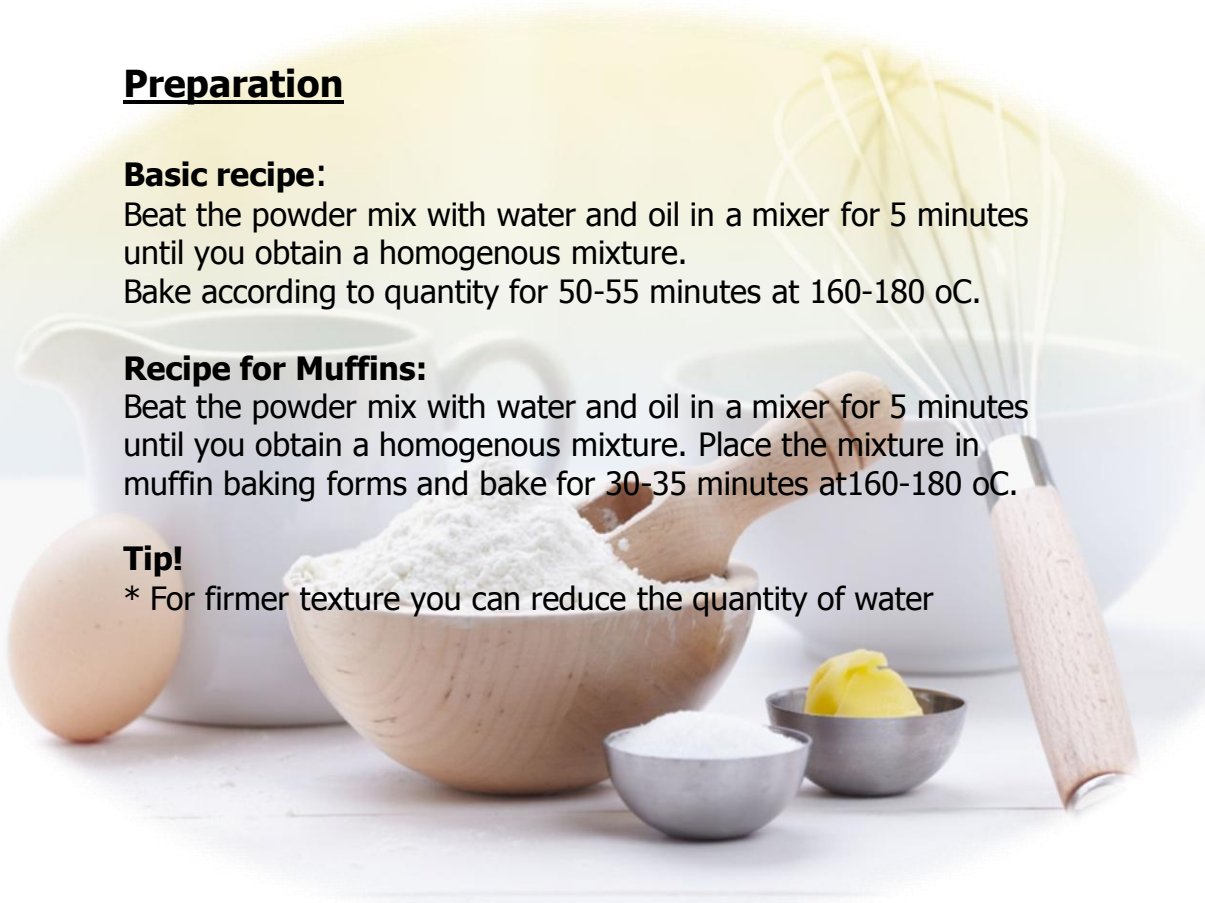 Preparation
Basic recipe:
Beat the powder mix with water and oil in a mixer for 5 minutes
until you obtain a homogenous mixture.
Bake according to quantity for 50-55 minutes at 160-180 oC.
Recipe for Muffins:
Beat the powder mix with water and oil in a mixer for 5 minutes
until you obtain a homogenous mixture. Place the mixture in
muffin baking forms and bake for 30-35 minutes at160-180 oC.
Tip!
* For firmer texture you can reduce the quantity of water